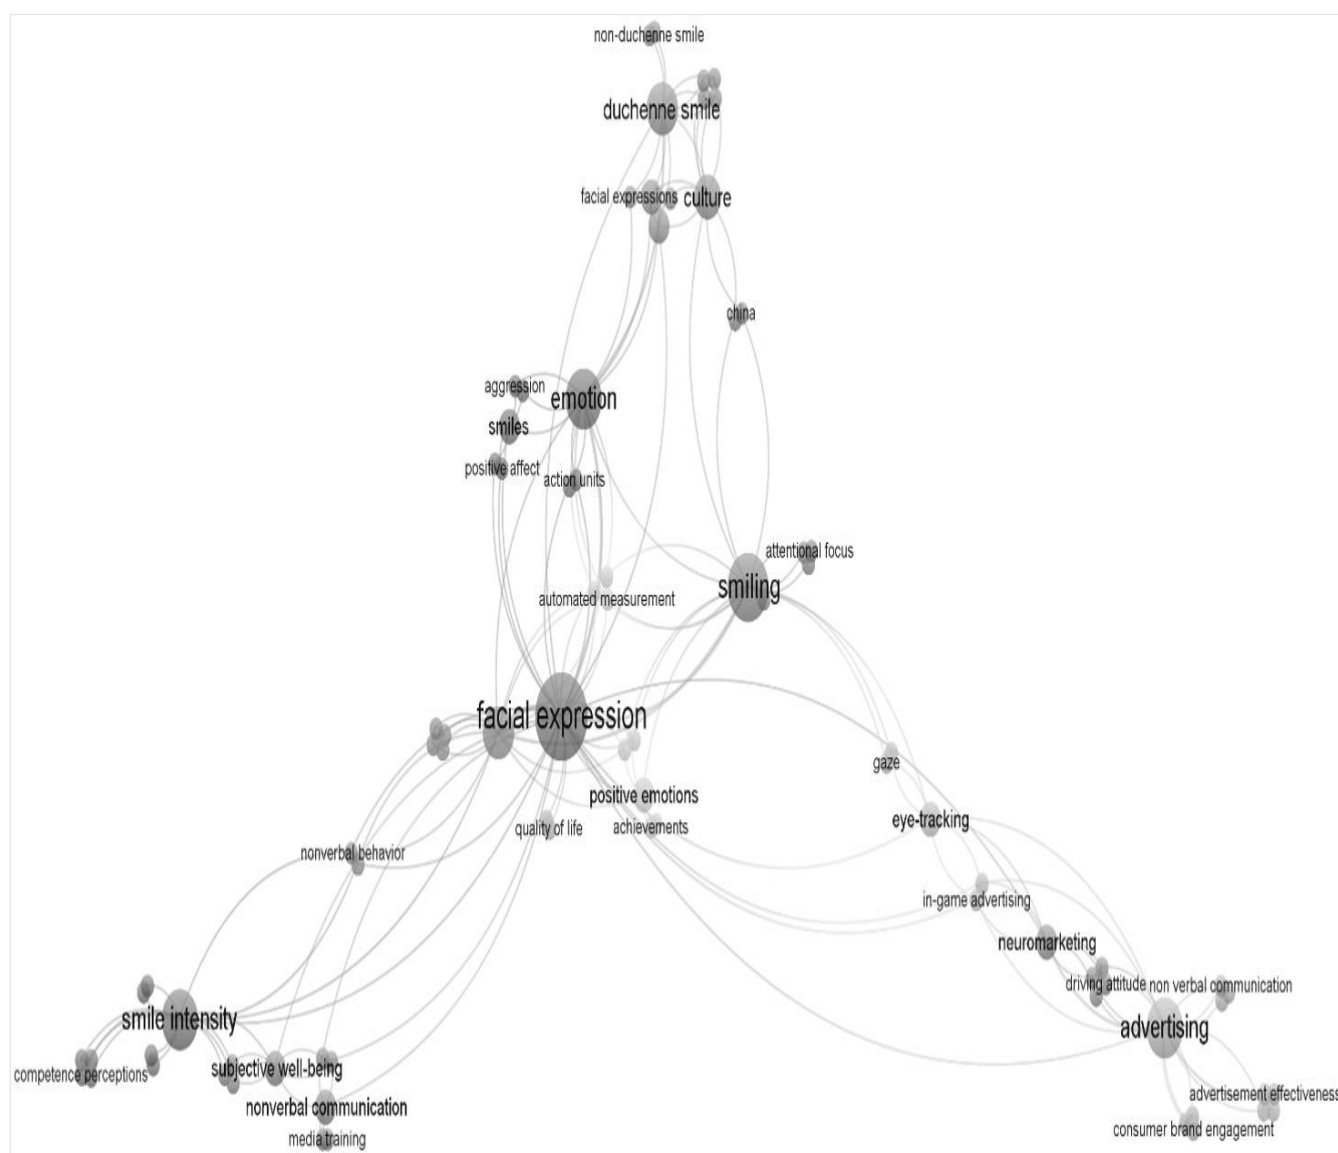 non-duchenne smile
duchenne smile
facial expressions
culture
china
aggression
emotion
smiles
positive affect
action units
attentional focus
smiling
automated measurement
facial expression
gaze
positive emotions
eye-tracking
quality of life
achievements
nonverbal behavior
in-game advertising
neuromarketing
driving attitude
non verbal communication
smile intensity
advertising
subjective well-being
competence perceptions
advertisement effectiveness
nonverbal communication
consumer brand engagement
media training